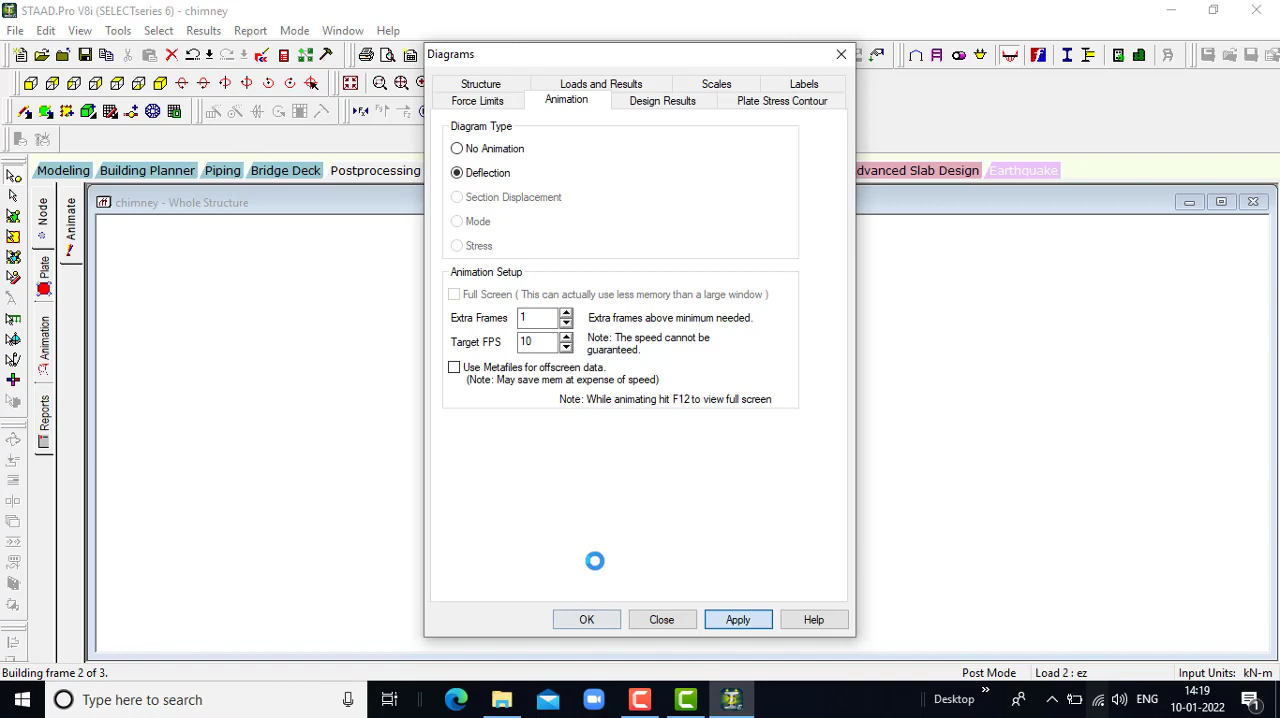 STAAD.Pro V8i (SELECTseries 6) - chimney
File Edit View Tools Select Results Report Mode Window Help
Diagrams
Structure Loads and Results Scales Labels
Force Limits Animation Design Results Plate Stress Contour
Diagram Type
No Animation
Deflection
Section Displacement
Mode
Stress
Animation Setup
Full Screen ( This can actually use less memory than a large window )
Extra Frames 1 Extra frames above minimum needed.
Target FPS 10 Note: The speed cannot be
guaranteed.
Use Metafiles for offscreen data.
(Note: May save mem at expense of speed)
Note: While animating hit F12 to view full screen
OK Close Apply Help
Modeling Building Planner Piping Bridge Deck Postprocessing dvanced Slab Design Earthquake
chimney - Whole Structure
Node
Plate
Animation
Reports
Animate
Building frame 2 of 3. Post Mode Load 2 : ez Input Units: kN-m
Type here to search
Desktop
ENG
14:19
10-01-2022
1